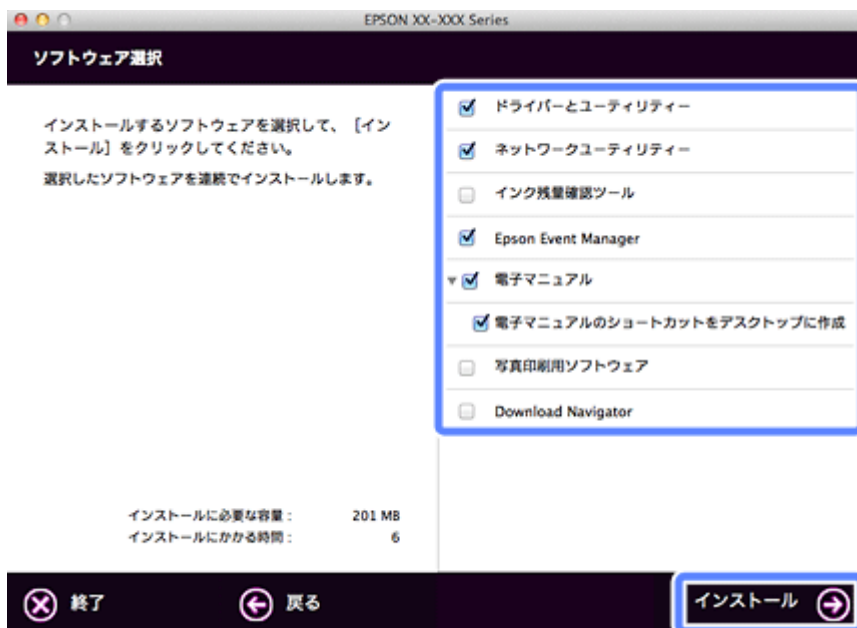 EPSON XX-XXX Series
ソフトウェア選択
インストールするソフトウェアを選択して、［イン
ストール］をクリックしてください。
選択したソフトウェアを連続でインストールします。
ドライバーとユーティリティー
ネットワークユーティリティー
インク残量確認ツール
Epson Event Manager
電子マニュアル
電子マニュアルのショートカットをデスクトップに作成
写真印刷用ソフトウェア
Download Navigator
インストールに必要な容量： 201 MB
インストールにかかる時間： 6
終了 戻る インストール